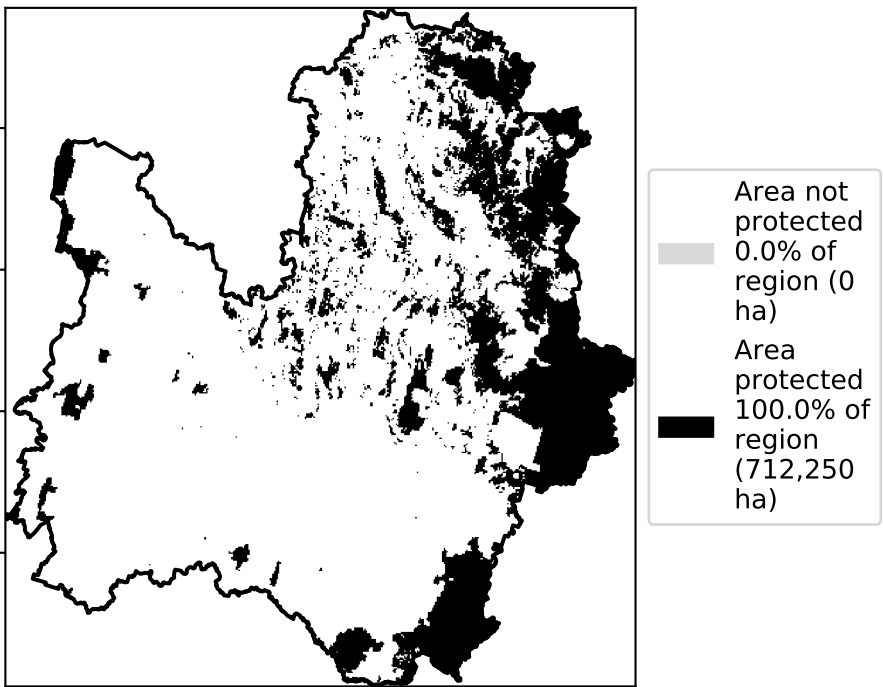 Area not
protected
0.0% of
region (0
ha)
Area
protected
100.0% of
region
(712,250
ha)